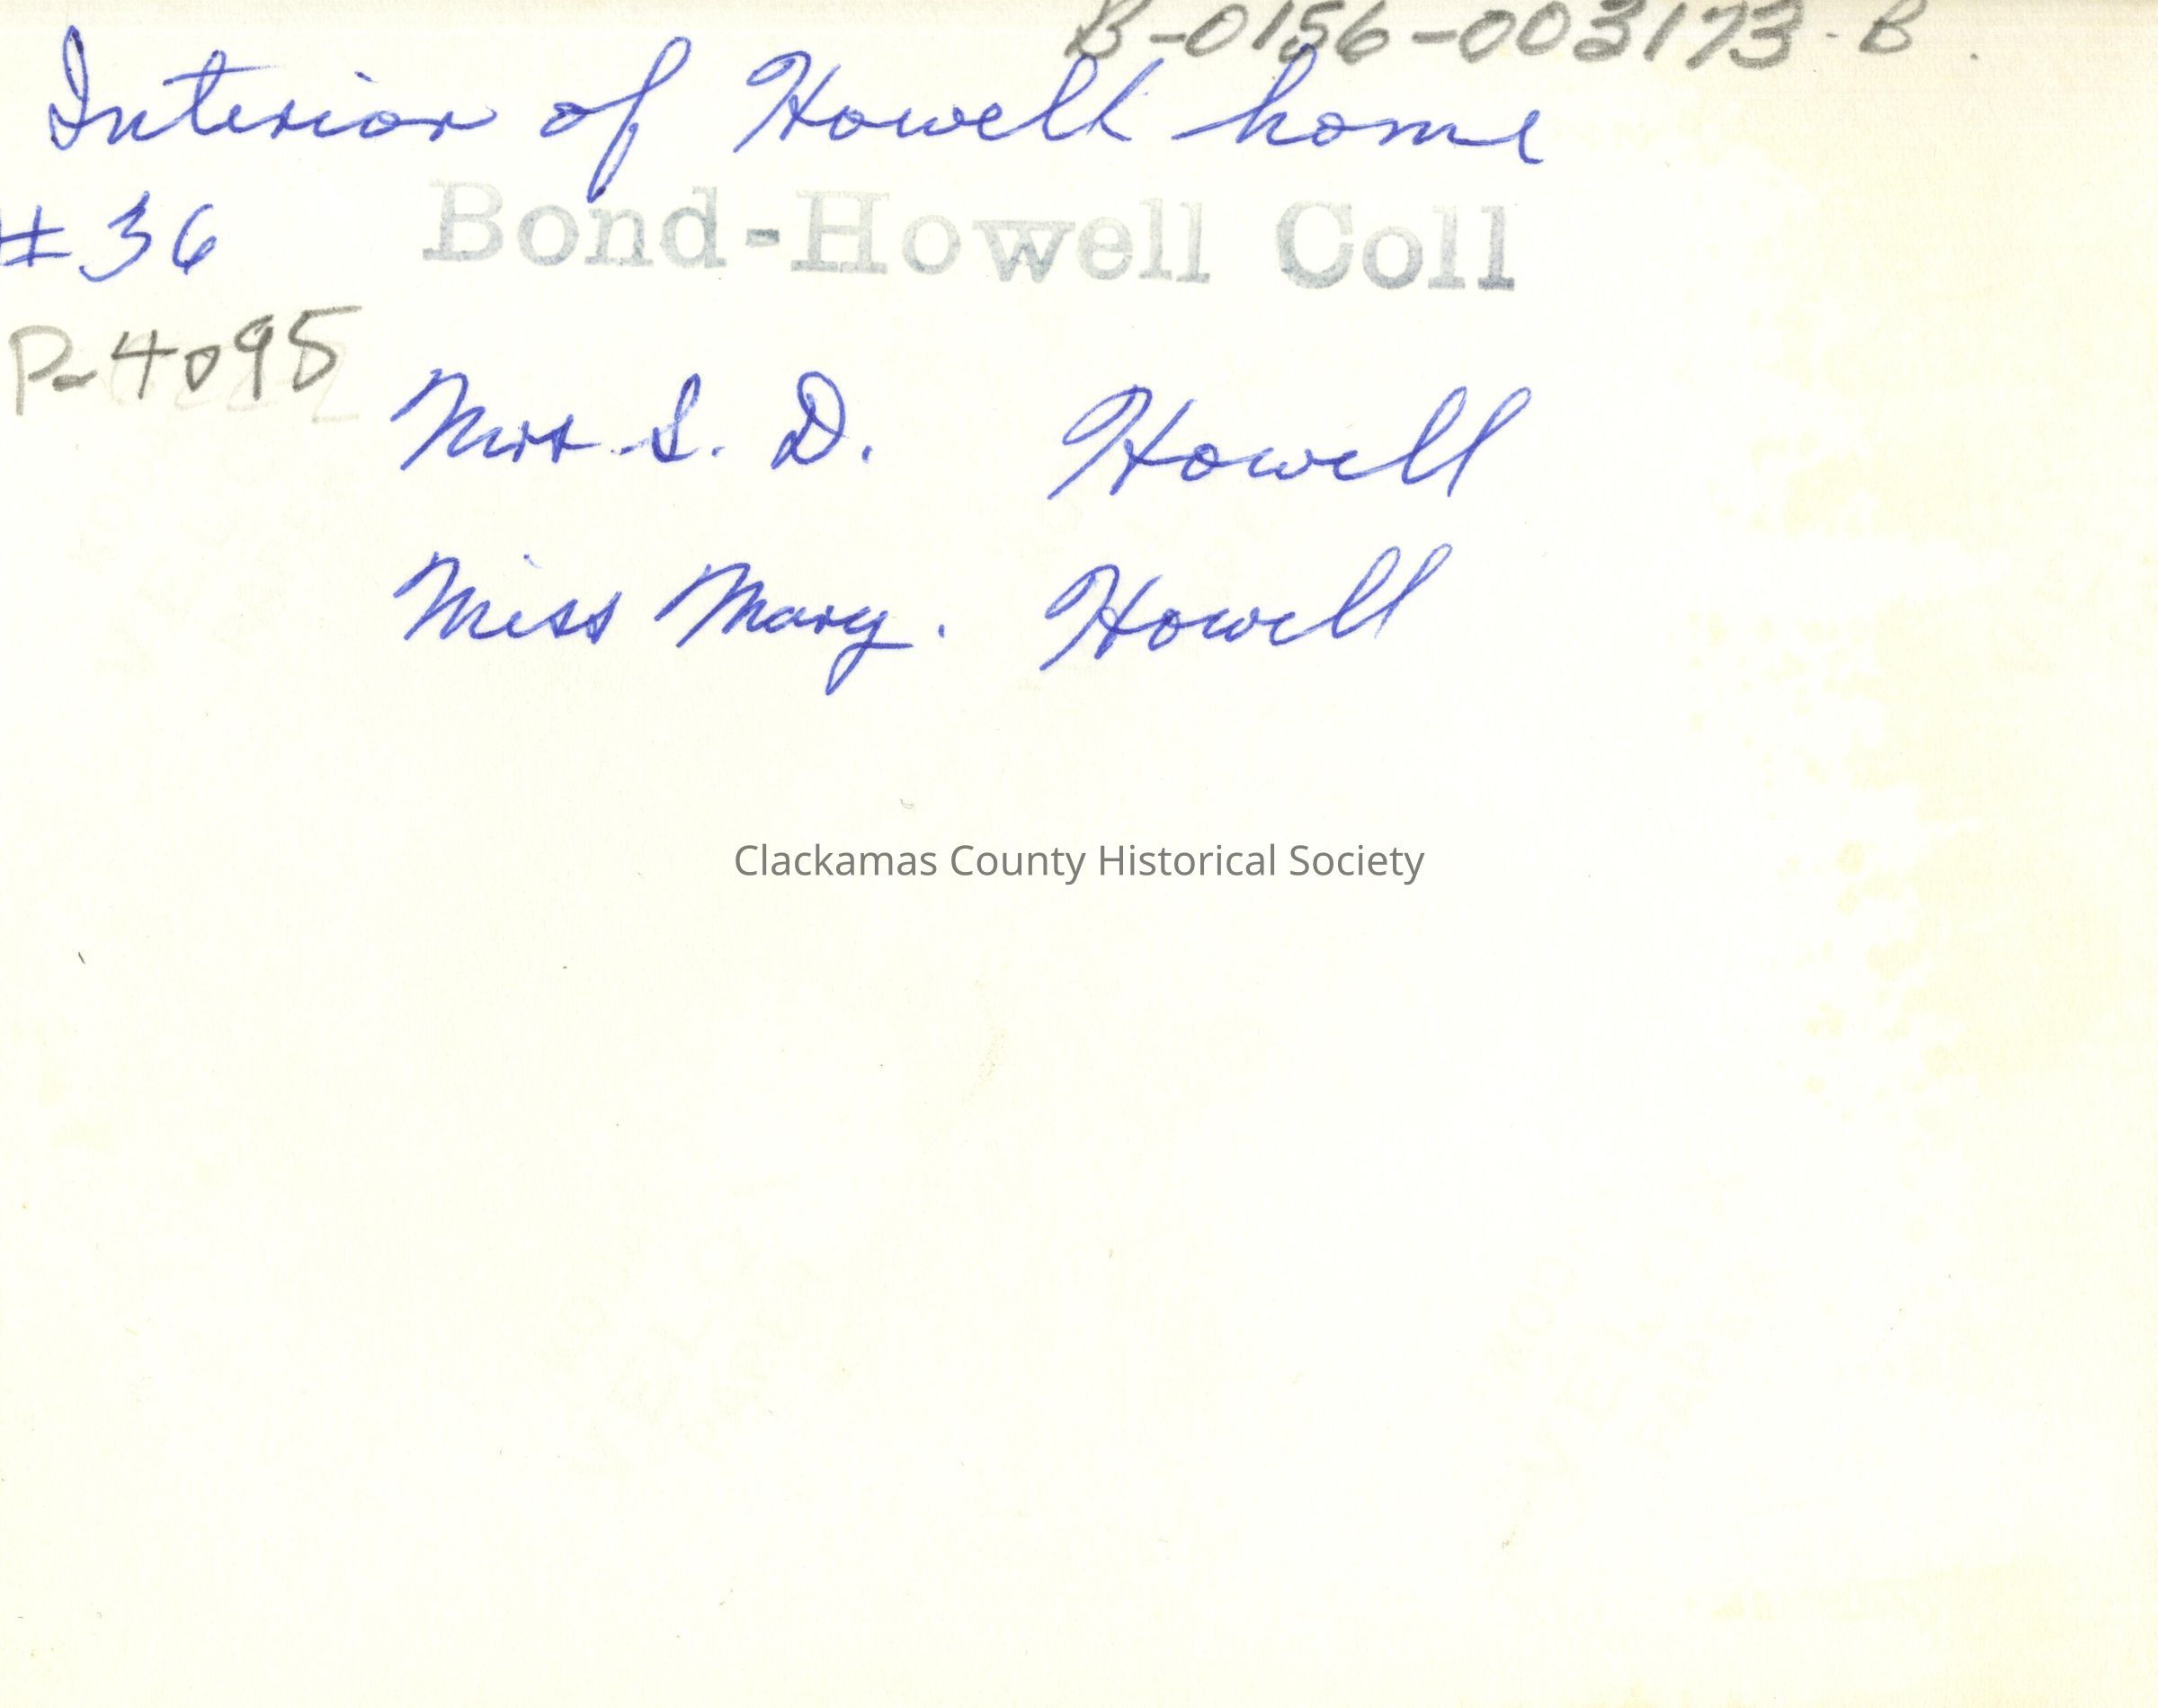 B-0156-003173-B.
Interior of Howell home
#36 Bond-Howell Coll
P-4095
Mrs S. D. Howell
Miss Mary. Howell
Clackamas County Historical Society